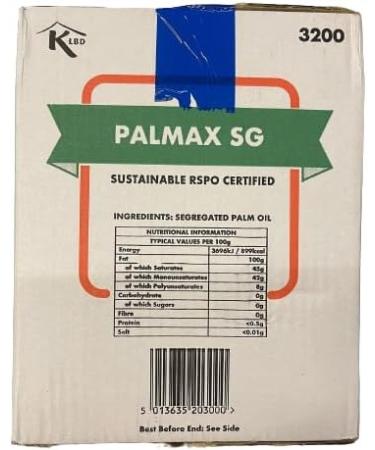 K LBD
3200
PALMAX SG
SUSTAINABLE RSPO CERTIFIED
INGREDIENTS: SEGREGATED PALM OIL
NUTRITIONAL INFORMATION
TYPICAL VALUES PER 100g
Energy 3696kJ / 899kcal
Fat 100g
of which Saturates 45g
of which Monounsaturates 42g
of which Polyunsaturates 8g
Carbohydrate 0g
of which Sugars 0g
Fibre 0g
Protein <0.5g
Salt <0.01g
5 013635 203000 >
Best Before End: See Side